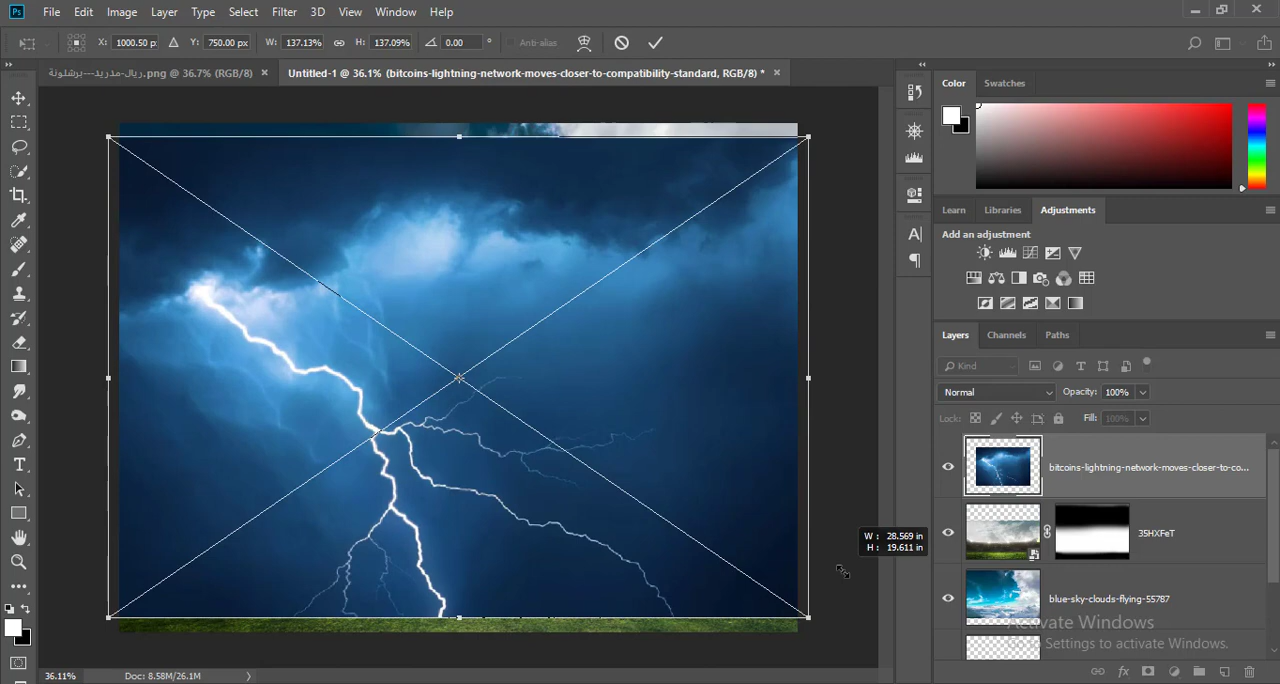 Ps File Edit Image Layer Type Select Filter 3D View Window Help
X: 1000.50 p Y: 750.00 px W: 137.13% H: 137.09% 0.00 ° Anti-alias
ريال-مدريد---برشلونة.png @ 36.7% (RGB/8) × Untitled-1 @ 36.1% (bitcoins-lightning-network-moves-closer-to-compatibility-standard, RGB/8) * ×
Color Swatches
Learn Libraries Adjustments
Add an adjustment
Layers Channels Paths
Kind
Normal Opacity: 100%
Lock: Fill: 100%
bitcoins-lightning-network-moves-closer-to-co...
35HXFeT
W : 28.569 in
H : 19.611 in
blue-sky-clouds-flying-55787
Activate Windows
Settings to activate Windows.
36.11% Doc: 8.58M/26.1M